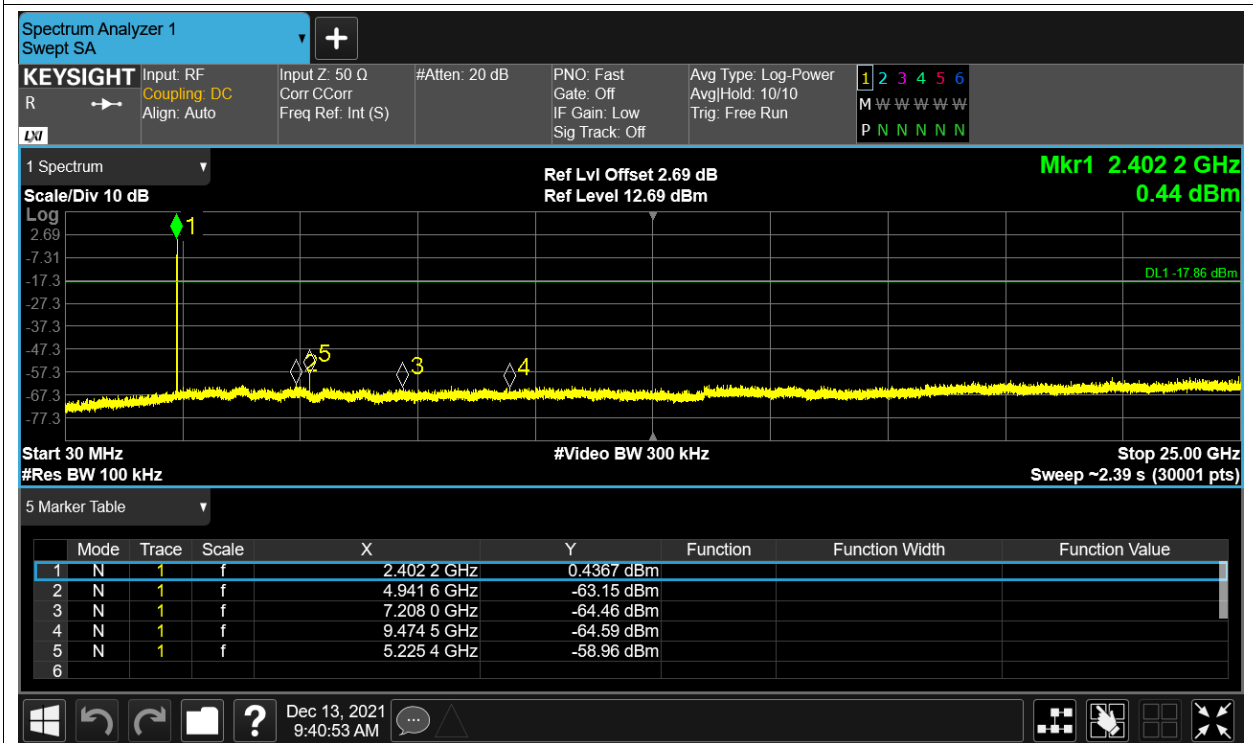 Spectrum Analyzer 1
Swept SA
KEYSIGHT Input: RF Input Z: 50 Ω #Atten: 20 dB PNO: Fast Avg Type: Log-Power 1 2 3 4 5 6
R Coupling: DC Corr CCorr Gate: Off Avg|Hold: 10/10 M W W W W W
Align: Auto Freq Ref: Int (S) IF Gain: Low Trig: Free Run
LXI Sig Track: Off P N N N N N
1 Spectrum Ref Lvl Offset 2.69 dB Mkr1 2.402 2 GHz
Scale/Div 10 dB Ref Level 12.69 dBm 0.44 dBm
Log
1
2.69
-7.31
-17.3 DL1 -17.86 dBm
-27.3
-37.3
-47.3
2 5 3 4
-57.3
-67.3
-77.3
Start 30 MHz #Video BW 300 kHz Stop 25.00 GHz
#Res BW 100 kHz Sweep ~2.39 s (30001 pts)
5 Marker Table
Mode Trace Scale X Y Function Function Width Function Value
1 N 1 f 2.402 2 GHz 0.4367 dBm
2 N 1 f 4.941 6 GHz -63.15 dBm
3 N 1 f 7.208 0 GHz -64.46 dBm
4 N 1 f 9.474 5 GHz -64.59 dBm
5 N 1 f 5.225 4 GHz -58.96 dBm
6
? Dec 13, 2021
9:40:53 AM